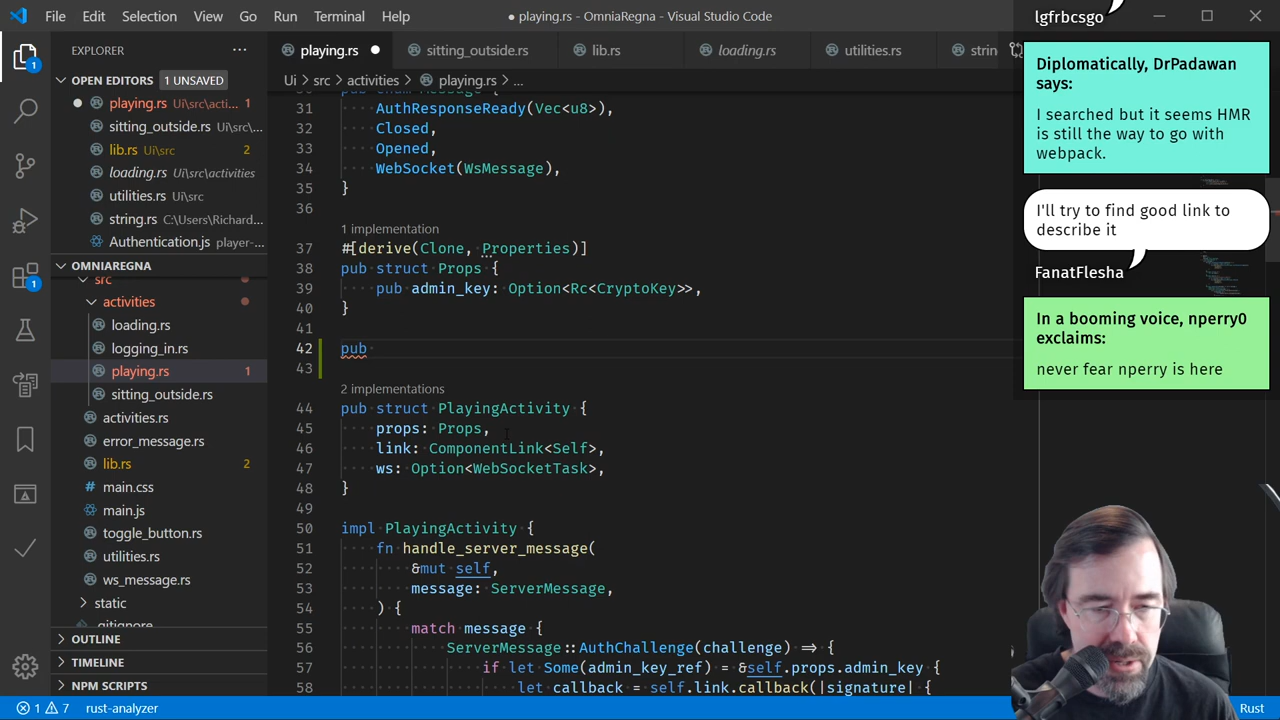 File Edit Selection View Go Run Terminal Help
● playing.rs - OmniaRegna - Visual Studio Code
EXPLORER
OPEN EDITORS 1 UNSAVED
playing.rs Ui\src\acti... 1
sitting_outside.rs Ui\sr...
lib.rs Ui\src 2
loading.rs Ui\src\activities
utilities.rs Ui\src
string.rs C:\Users\Richard...
Authentication.js player-...
OMNIAREGNA
src
activities
loading.rs
logging_in.rs
playing.rs 1
sitting_outside.rs
activities.rs
error_message.rs
lib.rs 2
main.css
main.js
toggle_button.rs
utilities.rs
ws_message.rs
static
.gitignore
OUTLINE
TIMELINE
NPM SCRIPTS
1
1
playing.rs sitting_outside.rs lib.rs loading.rs utilities.rs strin
Ui > src > activities > playing.rs > ...
30 pub enum Message {
31 AuthResponseReady(Vec<u8>),
32 Closed,
33 Opened,
34 WebSocket(WsMessage),
35 }
36
1 implementation
37 #[derive(Clone, Properties)]
38 pub struct Props {
39 pub admin_key: Option<Rc<CryptoKey>>,
40 }
41
42 pub
43
2 implementations
44 pub struct PlayingActivity {
45 props: Props,
46 link: ComponentLink<Self>,
47 ws: Option<WebSocketTask>,
48 }
49
50 impl PlayingActivity {
51 fn handle_server_message(
52 &mut self,
53 message: ServerMessage,
54 ) {
55 match message {
56 ServerMessage::AuthChallenge(challenge) => {
57 if let Some(admin_key_ref) = &self.props.admin_key {
58 let callback = self.link.callback(|signature| {
lgfrbcsgo
Diplomatically, DrPadawan
says:
I searched but it seems HMR
is still the way to go with
webpack.
I'll try to find good link to
describe it
FanatFlesha
In a booming voice, nperry0
exclaims:
never fear nperry is here
1 7 rust-analyzer
Rust